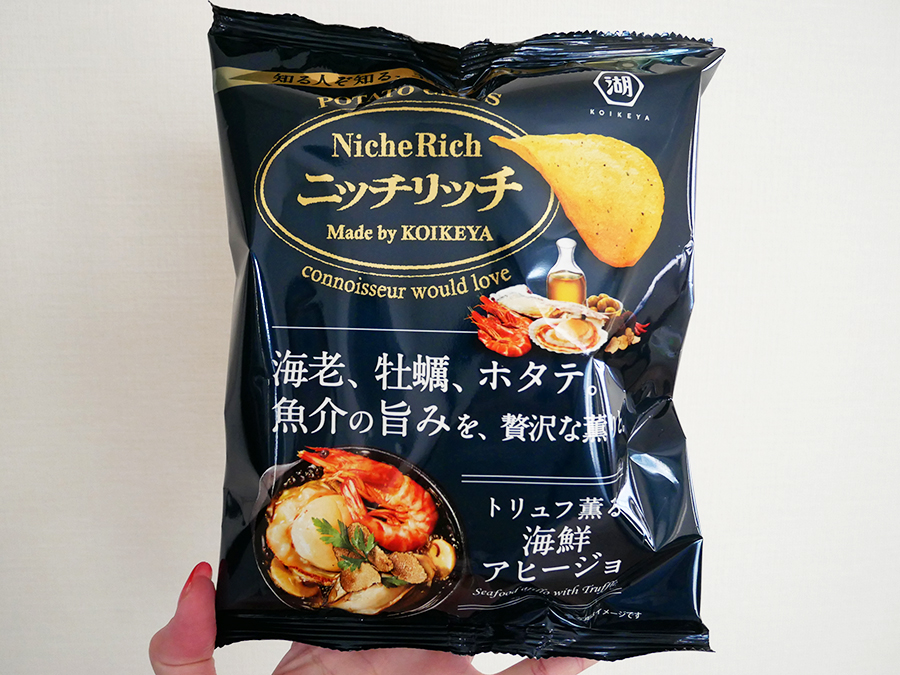 知る人ぞ知る、
湖
KOIKEYA
POTATO
NicheRich
ニッチリッチ
Made by KOIKEYA
connoisseur would love
海老、牡蠣、ホタテ。
魚介の旨みを、贅沢な薫
トリュフ薫る
海鮮
アヒージョ
Seafood with
イメージです